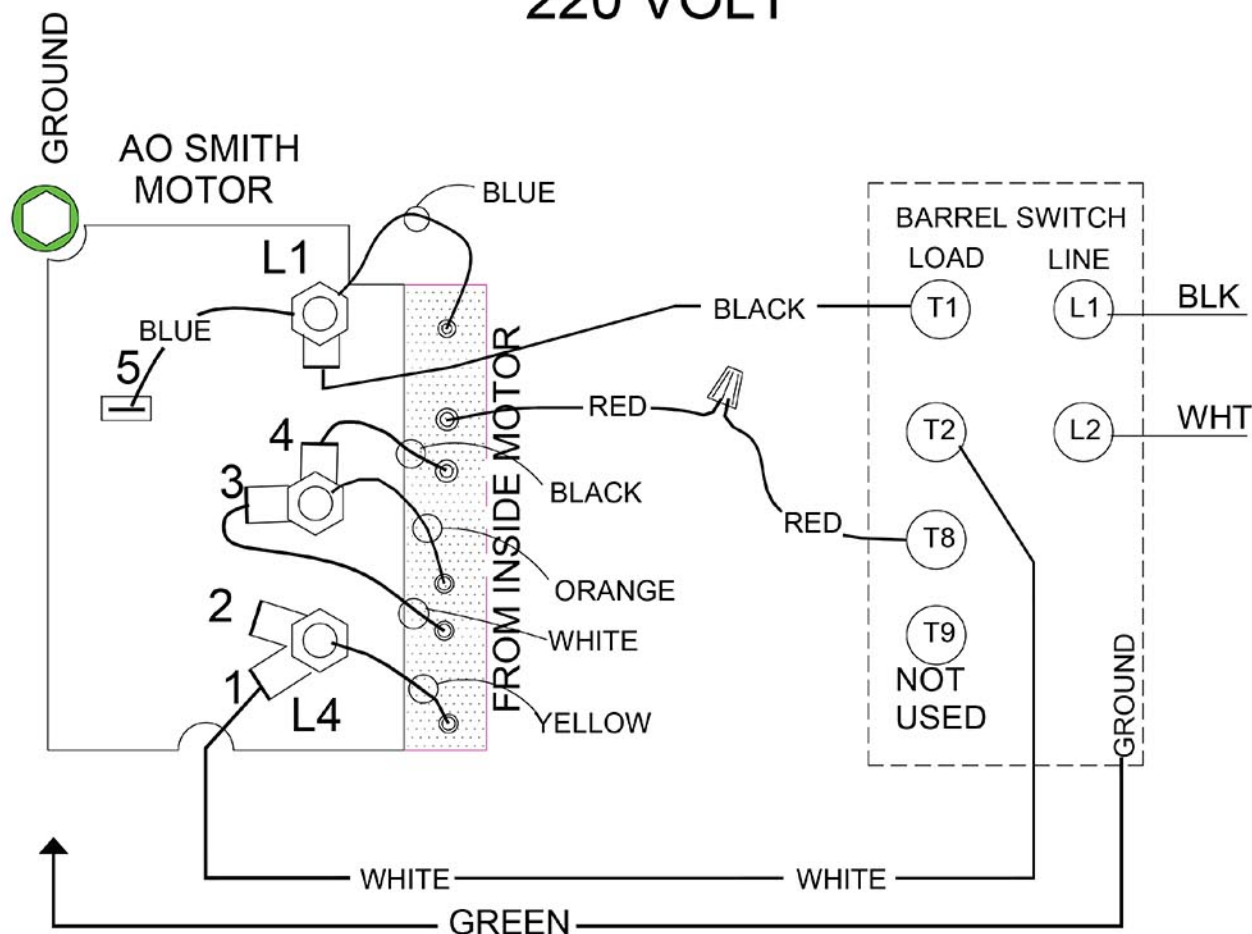 220 VOLT
GROUND
AO SMITH
MOTOR
BLUE
L1
BLUE
5
4
3
2
1
L4
FROM INSIDE MOTOR
BLACK
RED
BLACK
ORANGE
WHITE
YELLOW
RED
BARREL SWITCH
LOAD
LINE
T1
L1
BLK
T2
L2
WHT
T8
T9
NOT
USED
GROUND
WHITE
WHITE
GREEN